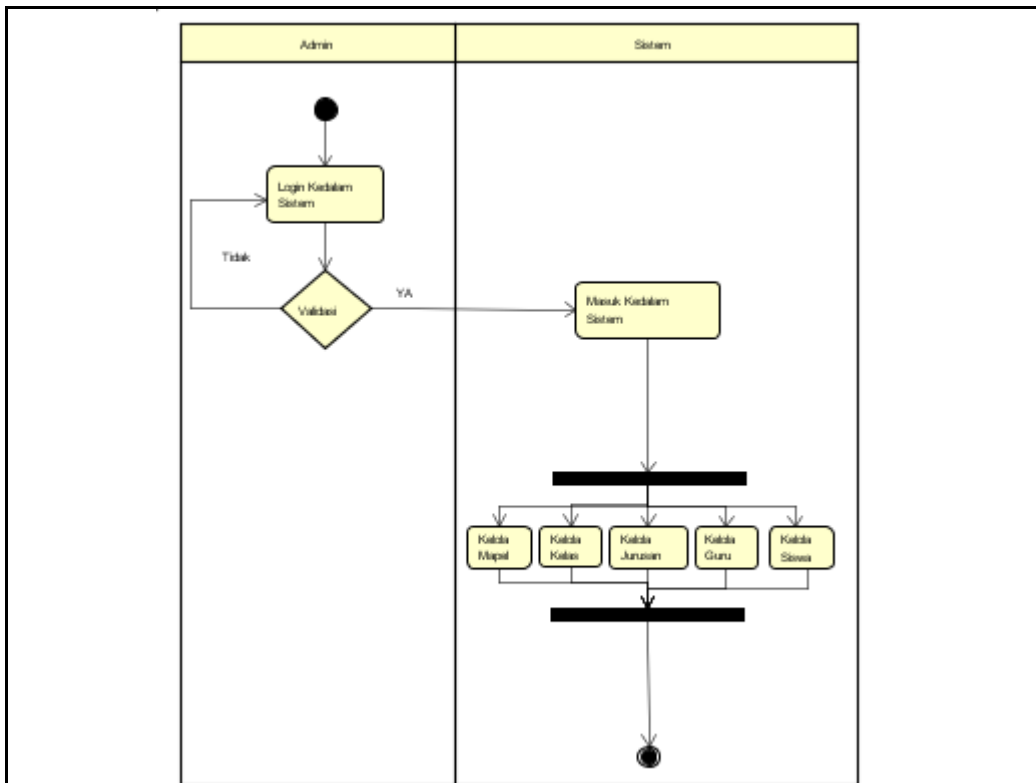 Admin
Sistem
Login Kedalam
Sistem
Tidak
Validasi
YA
Masuk Kedalam
Sistem
Kelola
Mapel
Kelola
Kelas
Kelola
Jurusan
Kelola
Guru
Kelola
Siswa